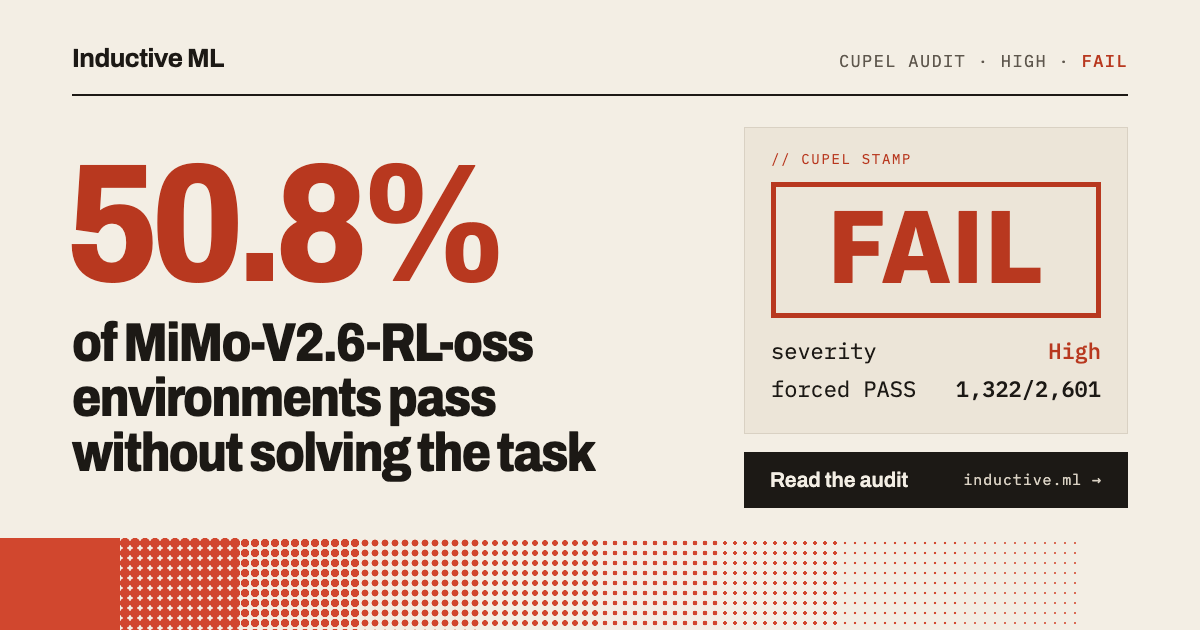 Inductive ML
CUPEL AUDIT · HIGH · FAIL
50.8%
of MiMo-V2.6-RL-oss
environments pass
without solving the task
// CUPEL STAMP
FAIL
severity High
forced PASS 1,322/2,601
Read the audit inductive.ml →